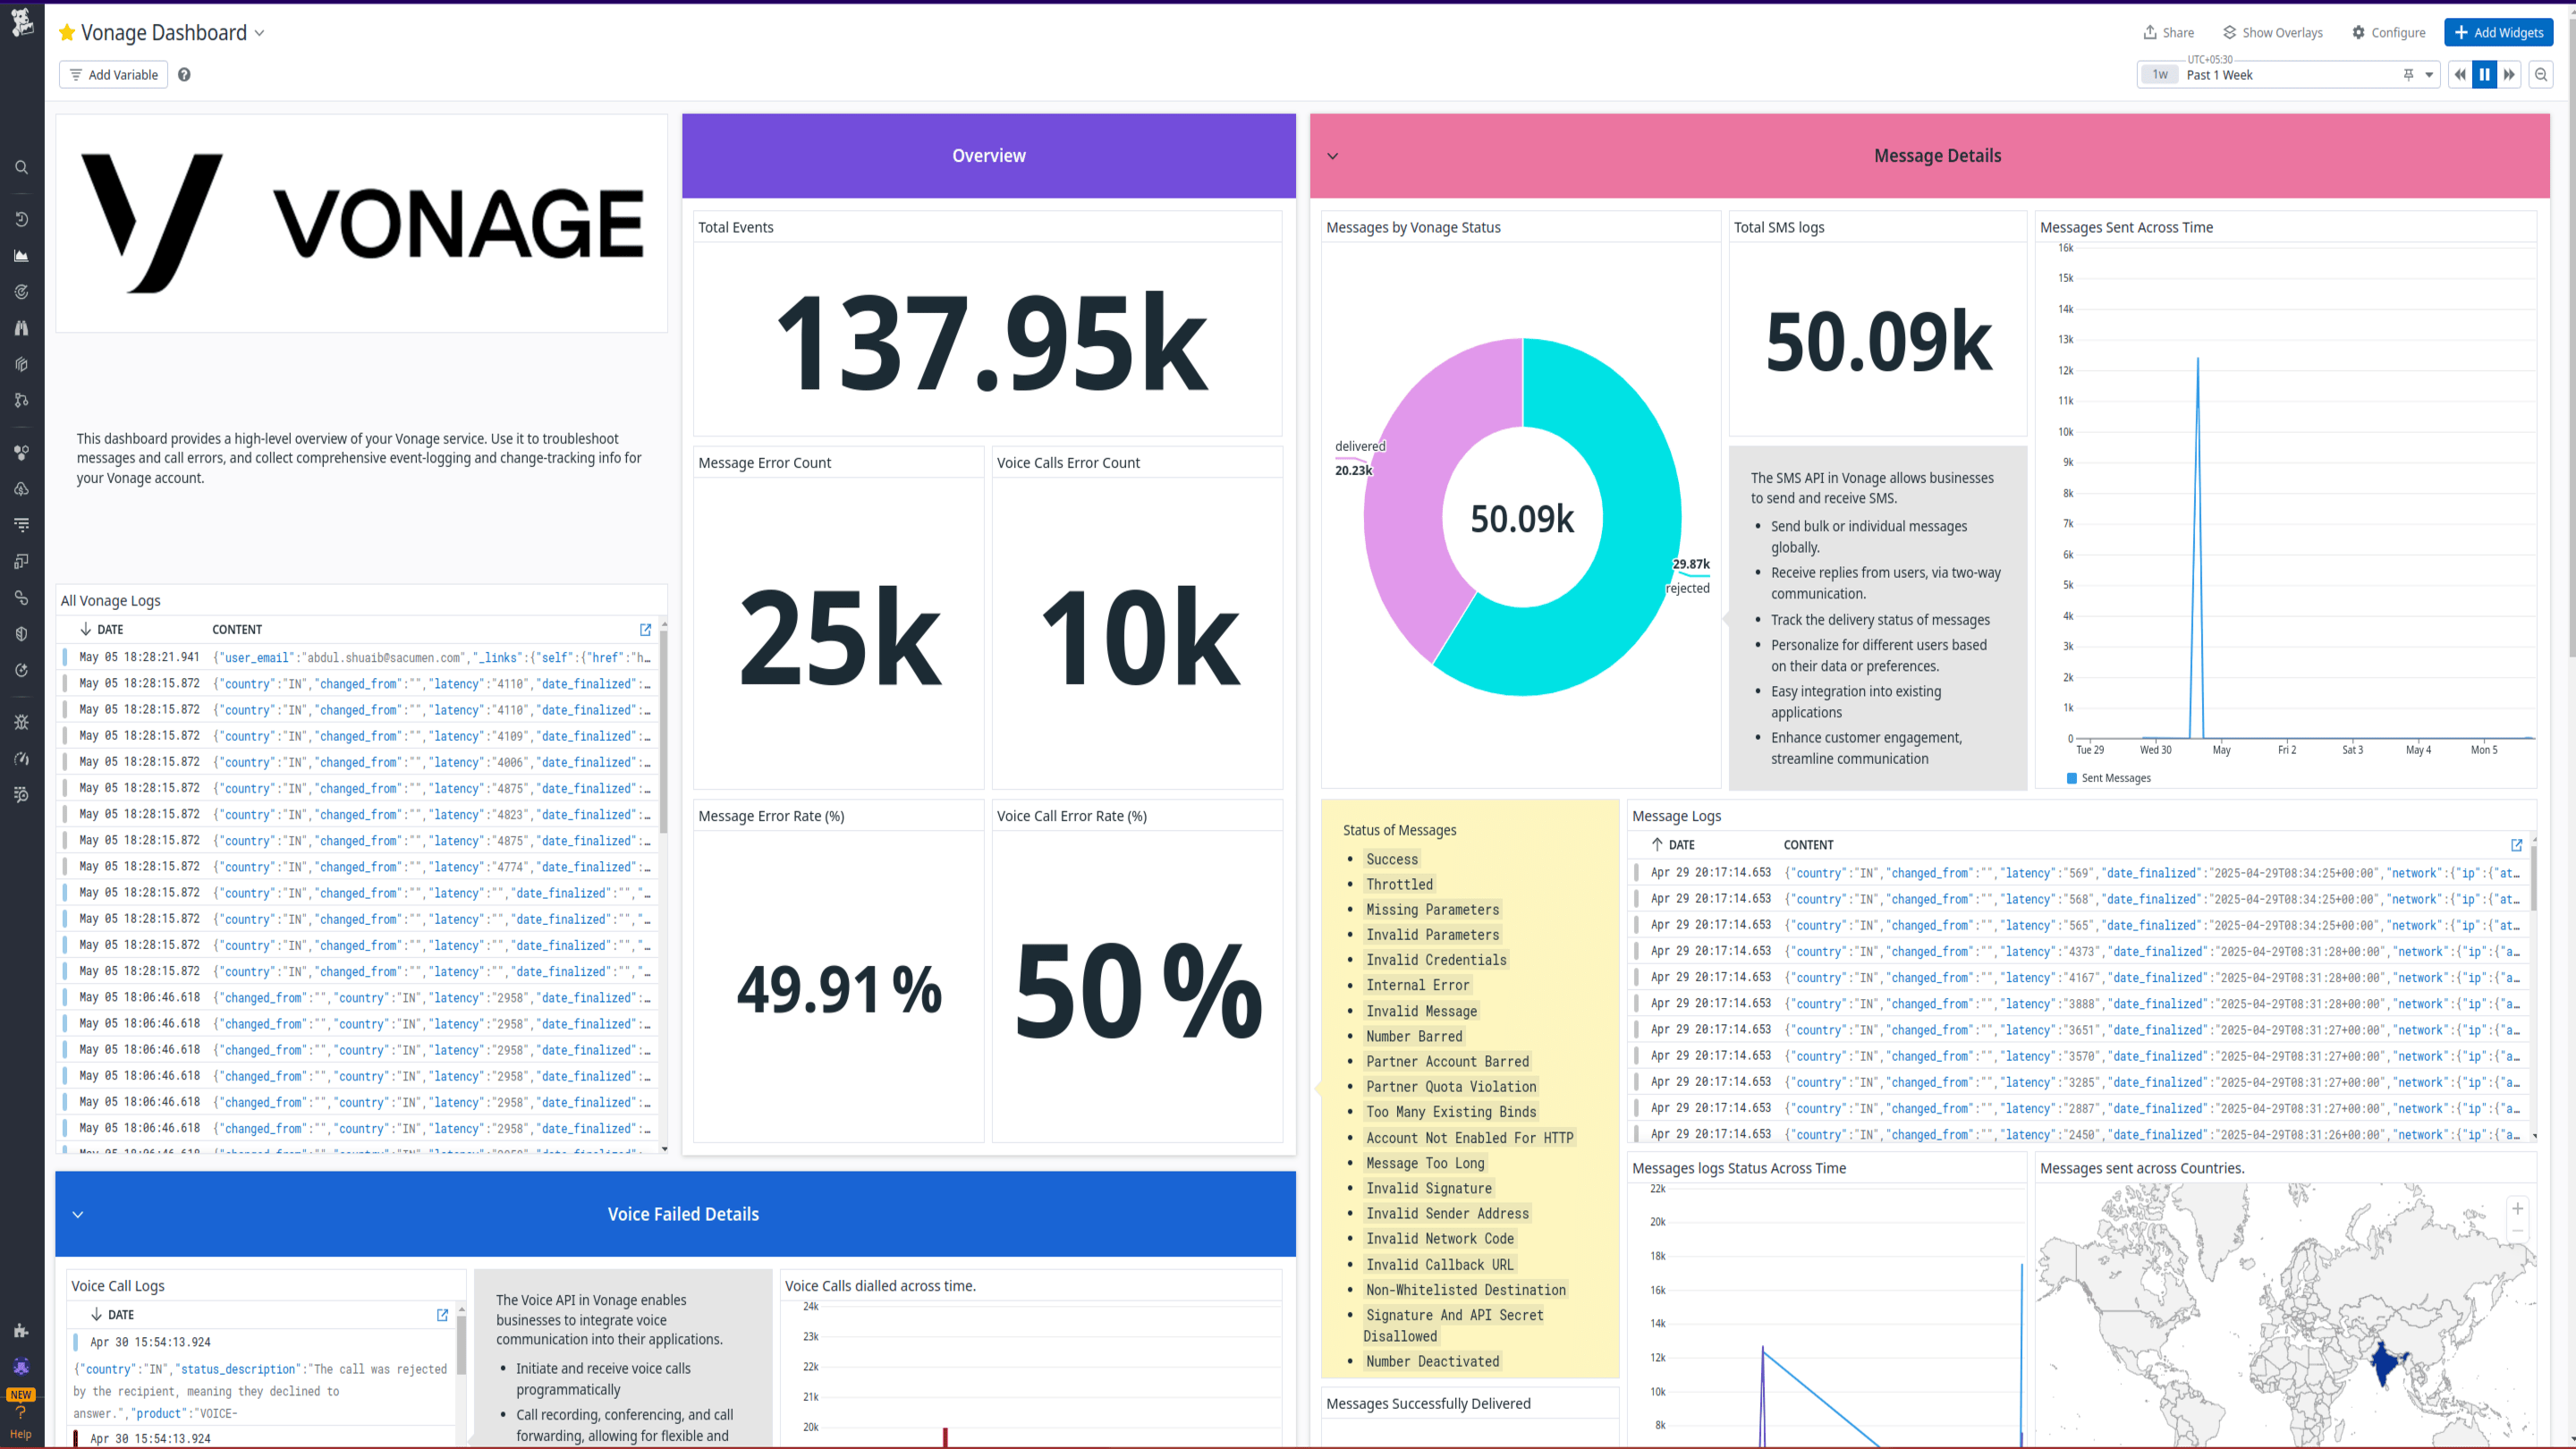 Vonage Dashboard
Share
Show Overlays
Configure
Add Widgets
Add Variable
UTC+05:30
1w
Past 1 Week
VONAGE
This dashboard provides a high-level overview of your Vonage service. Use it to troubleshoot
messages and call errors, and collect comprehensive event-logging and change-tracking info for
your Vonage account.
All Vonage Logs
DATE CONTENT
May 05 18:28:21.941 {"user_email":"abdul.shuaib@sacumen.com","_links":{"self":{"href":"h…
May 05 18:28:15.872 {"country":"IN","changed_from":"","latency":"4110","date_finalized":…
May 05 18:28:15.872 {"country":"IN","changed_from":"","latency":"4110","date_finalized":…
May 05 18:28:15.872 {"country":"IN","changed_from":"","latency":"4109","date_finalized":…
May 05 18:28:15.872 {"country":"IN","changed_from":"","latency":"4006","date_finalized":…
May 05 18:28:15.872 {"country":"IN","changed_from":"","latency":"4875","date_finalized":…
May 05 18:28:15.872 {"country":"IN","changed_from":"","latency":"4823","date_finalized":…
May 05 18:28:15.872 {"country":"IN","changed_from":"","latency":"4875","date_finalized":…
May 05 18:28:15.872 {"country":"IN","changed_from":"","latency":"4774","date_finalized":…
May 05 18:28:15.872 {"country":"IN","changed_from":"","latency":"","date_finalized":"","…
May 05 18:28:15.872 {"country":"IN","changed_from":"","latency":"","date_finalized":"","…
May 05 18:28:15.872 {"country":"IN","changed_from":"","latency":"","date_finalized":"","…
May 05 18:28:15.872 {"country":"IN","changed_from":"","latency":"","date_finalized":"","…
May 05 18:06:46.618 {"changed_from":"","country":"IN","latency":"2958","date_finalized":…
May 05 18:06:46.618 {"changed_from":"","country":"IN","latency":"2958","date_finalized":…
May 05 18:06:46.618 {"changed_from":"","country":"IN","latency":"2958","date_finalized":…
May 05 18:06:46.618 {"changed_from":"","country":"IN","latency":"2958","date_finalized":…
May 05 18:06:46.618 {"changed_from":"","country":"IN","latency":"2958","date_finalized":…
May 05 18:06:46.618 {"changed_from":"","country":"IN","latency":"2958","date_finalized":…
Overview
Total Events
137.95k
Message Error Count
25k
Voice Calls Error Count
10k
Message Error Rate (%)
49.91%
Voice Call Error Rate (%)
50%
Message Details
Messages by Vonage Status
delivered
20.23k
50.09k
29.87k
rejected
Total SMS logs
50.09k
The SMS API in Vonage allows businesses
to send and receive SMS.
• Send bulk or individual messages
globally.
• Receive replies from users, via two-way
communication.
• Track the delivery status of messages
• Personalize for different users based
on their data or preferences.
• Easy integration into existing
applications
• Enhance customer engagement,
streamline communication
Messages Sent Across Time
16k
15k
14k
13k
12k
11k
10k
9k
8k
7k
6k
5k
4k
3k
2k
1k
0
Tue 29 Wed 30 May Fri 2 Sat 3 May 4 Mon 5
Sent Messages
Status of Messages
• Success
• Throttled
• Missing Parameters
• Invalid Parameters
• Invalid Credentials
• Internal Error
• Invalid Message
• Number Barred
• Partner Account Barred
• Partner Quota Violation
• Too Many Existing Binds
• Account Not Enabled For HTTP
• Message Too Long
• Invalid Signature
• Invalid Sender Address
• Invalid Network Code
• Invalid Callback URL
• Non-Whitelisted Destination
• Signature And API Secret
Disallowed
• Number Deactivated
Message Logs
DATE CONTENT
Apr 29 20:17:14.653 {"country":"IN","changed_from":"","latency":"569","date_finalized":"2025-04-29T08:34:25+00:00","network":{"ip":{"at…
Apr 29 20:17:14.653 {"country":"IN","changed_from":"","latency":"568","date_finalized":"2025-04-29T08:34:25+00:00","network":{"ip":{"at…
Apr 29 20:17:14.653 {"country":"IN","changed_from":"","latency":"565","date_finalized":"2025-04-29T08:34:25+00:00","network":{"ip":{"at…
Apr 29 20:17:14.653 {"country":"IN","changed_from":"","latency":"4373","date_finalized":"2025-04-29T08:31:28+00:00","network":{"ip":{"a…
Apr 29 20:17:14.653 {"country":"IN","changed_from":"","latency":"4167","date_finalized":"2025-04-29T08:31:28+00:00","network":{"ip":{"a…
Apr 29 20:17:14.653 {"country":"IN","changed_from":"","latency":"3888","date_finalized":"2025-04-29T08:31:28+00:00","network":{"ip":{"a…
Apr 29 20:17:14.653 {"country":"IN","changed_from":"","latency":"3651","date_finalized":"2025-04-29T08:31:27+00:00","network":{"ip":{"a…
Apr 29 20:17:14.653 {"country":"IN","changed_from":"","latency":"3570","date_finalized":"2025-04-29T08:31:27+00:00","network":{"ip":{"a…
Apr 29 20:17:14.653 {"country":"IN","changed_from":"","latency":"3285","date_finalized":"2025-04-29T08:31:27+00:00","network":{"ip":{"a…
Apr 29 20:17:14.653 {"country":"IN","changed_from":"","latency":"2887","date_finalized":"2025-04-29T08:31:27+00:00","network":{"ip":{"a…
Apr 29 20:17:14.653 {"country":"IN","changed_from":"","latency":"2450","date_finalized":"2025-04-29T08:31:26+00:00","network":{"ip":{"a…
Messages logs Status Across Time
22k
20k
18k
16k
14k
12k
10k
8k
Messages sent across Countries.
+
−
Messages Successfully Delivered
Voice Failed Details
Voice Call Logs
DATE
Apr 30 15:54:13.924
{"country":"IN","status_description":"The call was rejected
by the recipient, meaning they declined to
answer.","product":"VOICE-
Apr 30 15:54:13.924
The Voice API in Vonage enables
businesses to integrate voice
communication into their applications.
• Initiate and receive voice calls
programmatically
• Call recording, conferencing, and call
forwarding, allowing for flexible and
Voice Calls dialled across time.
24k
23k
22k
21k
20k
NEW
Help